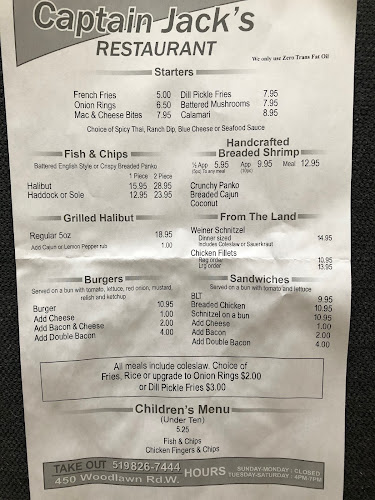 Captain Jack's
RESTAURANT
We only use Zero Trans Fat Oil
Starters
French Fries 5.00 Dill Pickle Fries 7.95
Onion Rings 6.50 Battered Mushrooms 7.95
Mac & Cheese Bites 7.95 Calamari 8.95
Choice of Spicy Thai, Ranch Dip, Blue Cheese or Seafood Sauce
Fish & Chips
Battered English Style or Crispy Breaded Panko
1 Piece 2 Piece
Halibut 15.95 28.95
Haddock or Sole 12.95 23.95
Handcrafted
Breaded Shrimp
½ App 5.95 App 9.95 Meal 12.95
(5pc) To any meal (10pc)
Crunchy Panko
Breaded Cajun
Coconut
Grilled Halibut
Regular 5oz 18.95
Add Cajun or Lemon Pepper rub 1.00
From The Land
Weiner Schnitzel
Dinner sized 14.95
Includes Coleslaw or Sauerkraut
Chicken Fillets
Reg order 10.95
Lrg order 13.95
Burgers
Served on a bun with tomato, lettuce, red onion, mustard,
relish and ketchup
Burger 10.95
Add Cheese 1.00
Add Bacon & Cheese 2.00
Add Double Bacon 4.00
Sandwiches
Served on a bun with tomato and lettuce
BLT 9.95
Breaded Chicken 10.95
Schnitzel on a bun 10.95
Add Cheese 1.00
Add Bacon 2.00
Add Double Bacon 4.00
All meals include coleslaw. Choice of
Fries, Rice or upgrade to Onion Rings $2.00
or Dill Pickle Fries $3.00
Children's Menu
(Under Ten)
5.25
Fish & Chips
Chicken Fingers & Chips
TAKE OUT 519 826-7444
450 Woodlawn Rd.W.
HOURS
SUNDAY-MONDAY : CLOSED
TUESDAY-SATURDAY : 4PM-7PM